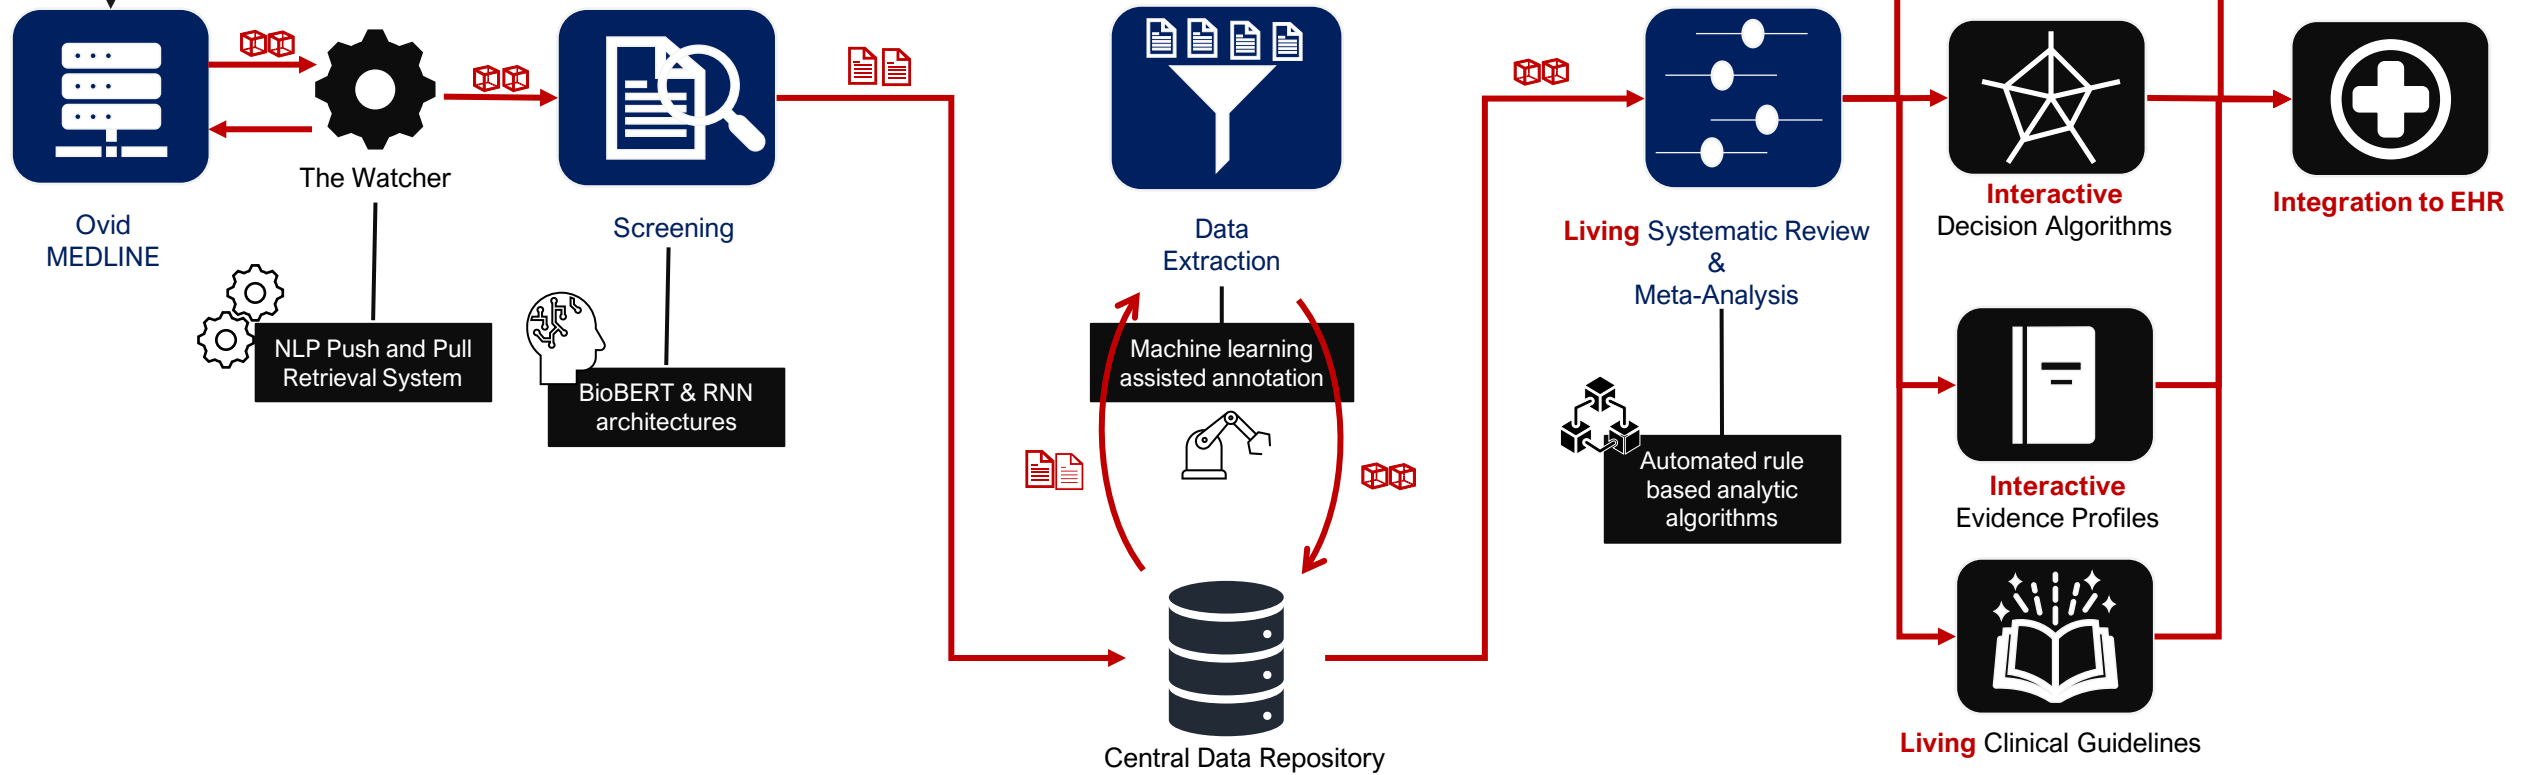 The Watcher
Ovid
MEDLINE
NLP Push and Pull
Retrieval System
Screening
BioBERT & RNN
architectures
Data
Extraction
Machine learning
assisted annotation
Central Data Repository
Living Systematic Review
&
Meta-Analysis
Automated rule
based analytic
algorithms
Interactive
Decision Algorithms
Interactive
Evidence Profiles
Living Clinical Guidelines
Integration to EHR